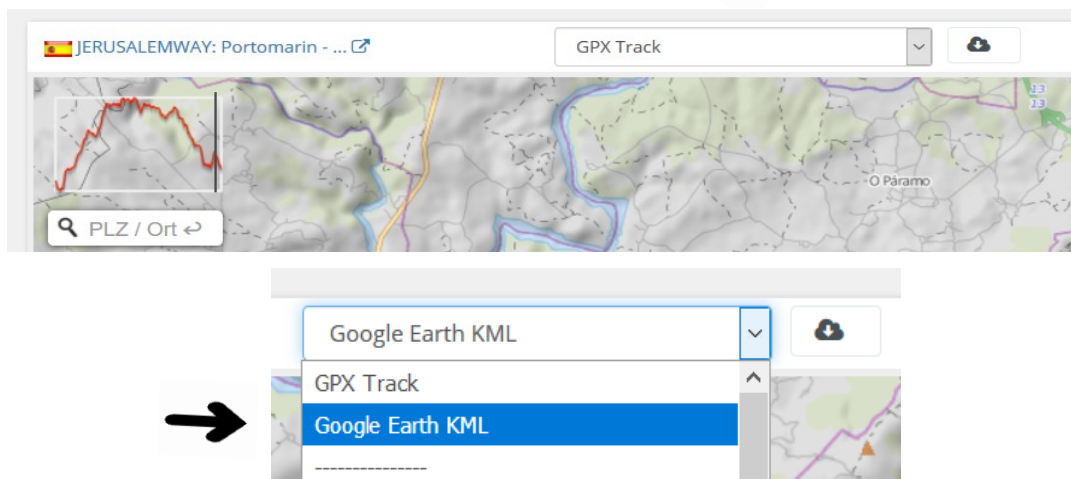 JERUSALEMWAY: Portomarin - ...
GPX Track
13
13
O Páramo
PLZ / Ort
Google Earth KML
GPX Track
Google Earth KML
---------------